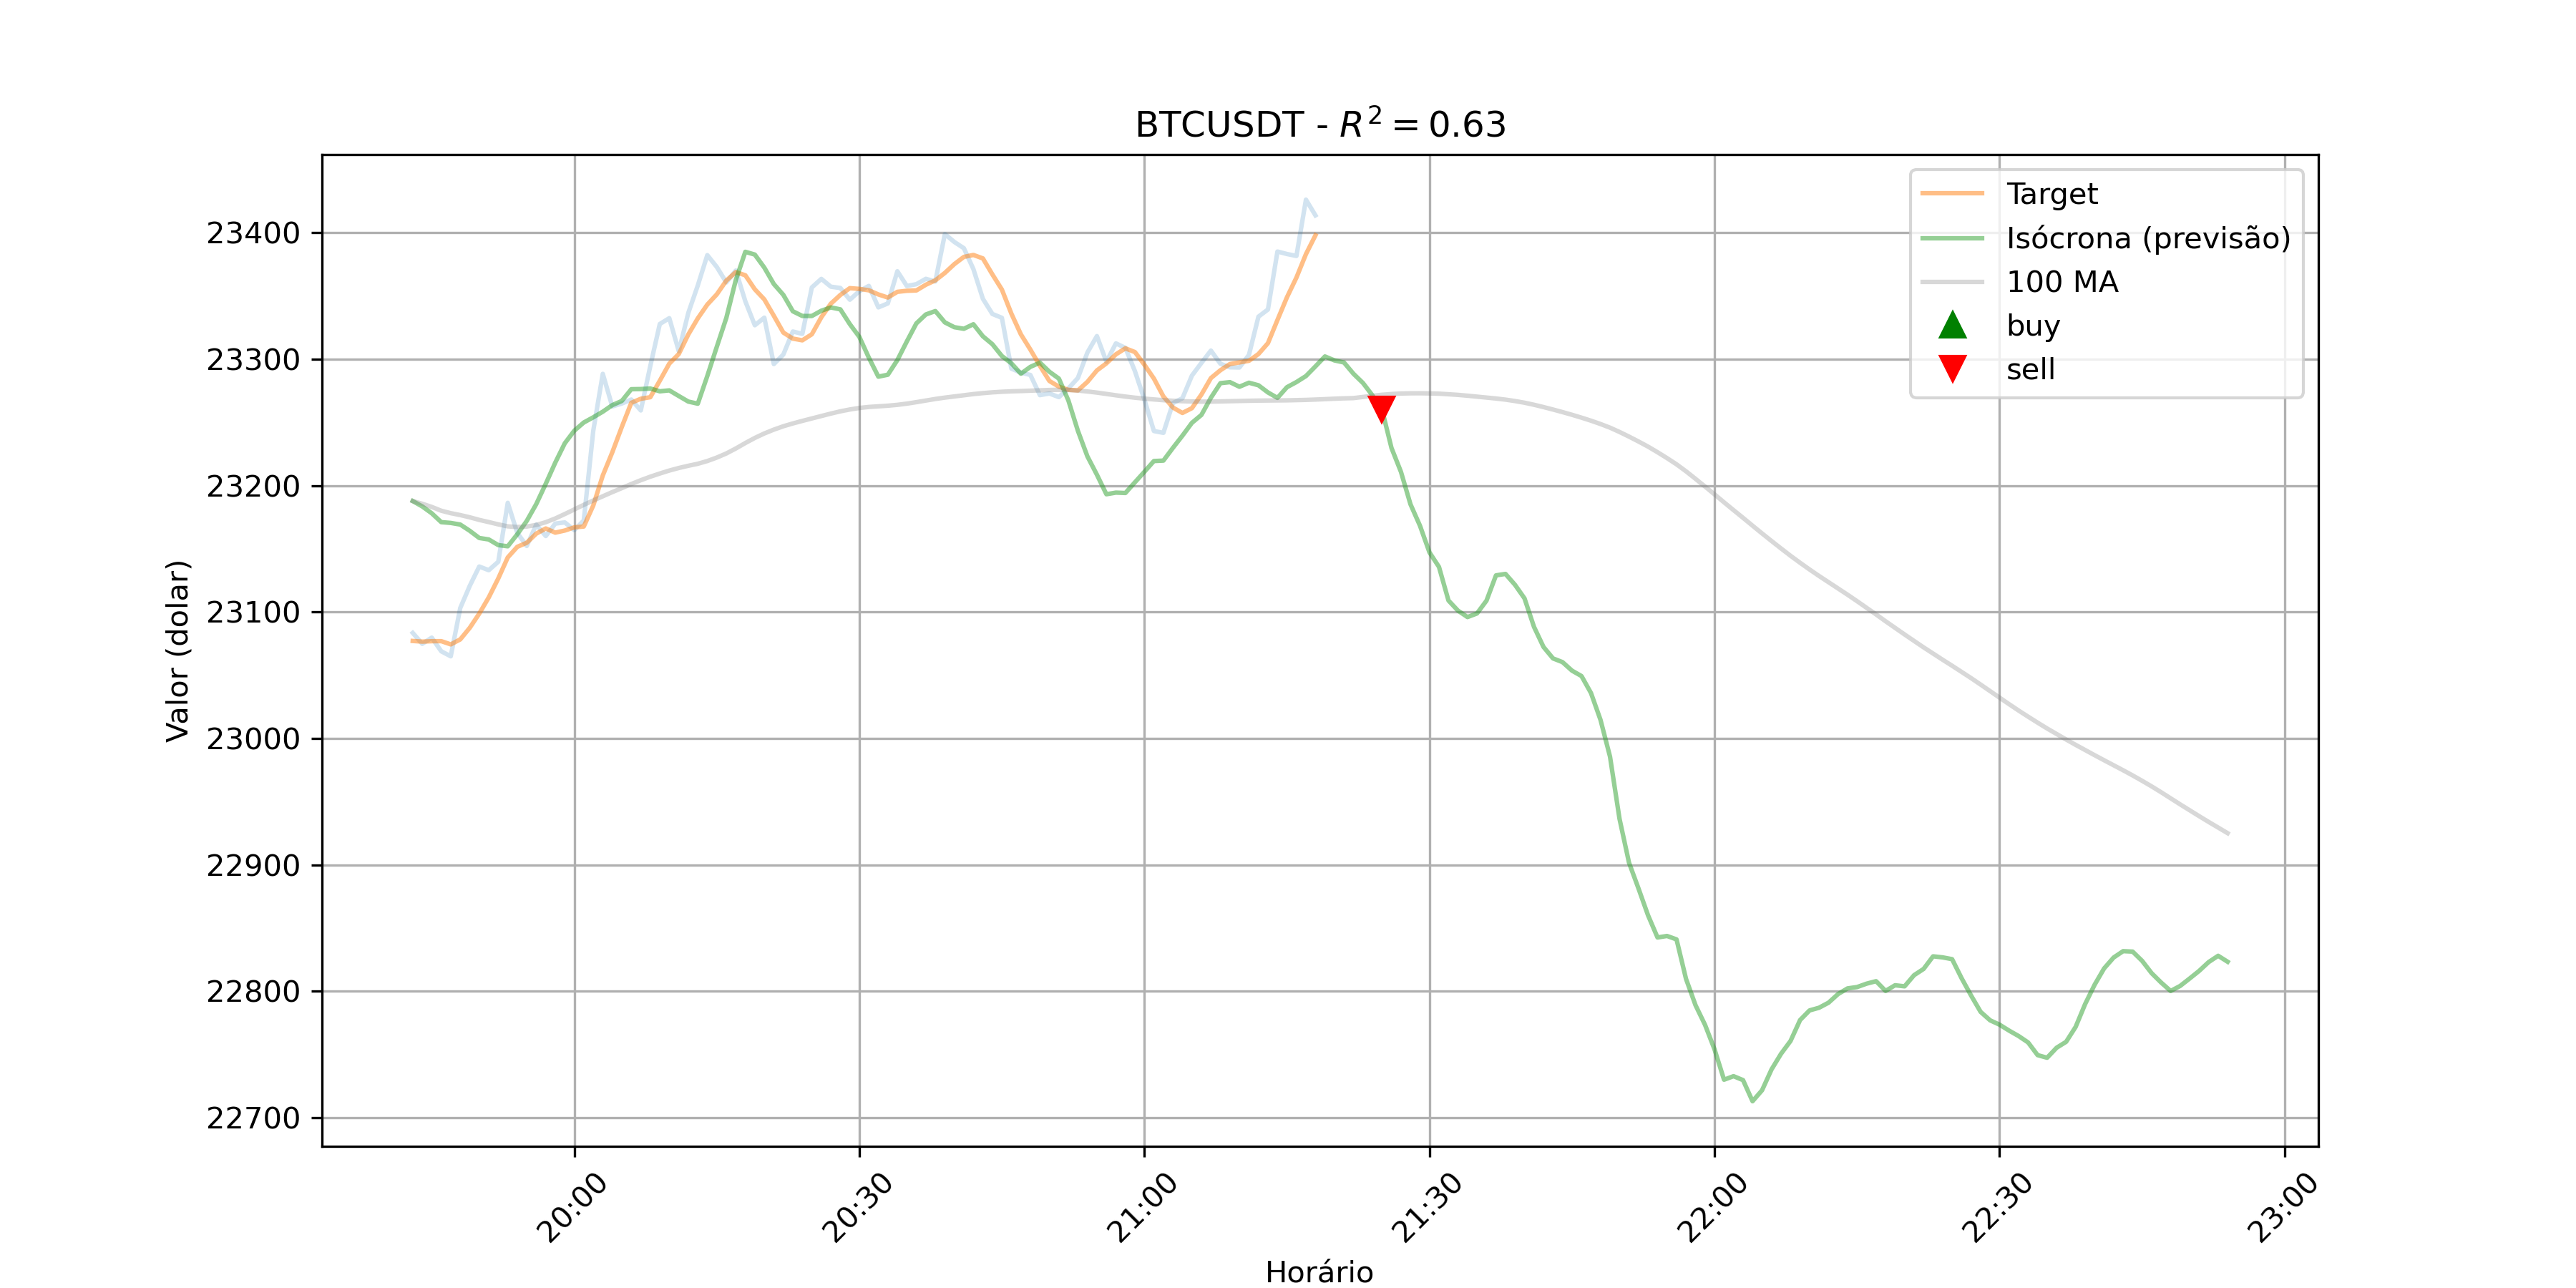 BTCUSDT - R² = 0.63
Target
Isócrona (previsão)
100 MA
buy
sell
Valor (dolar)
23400
23300
23200
23100
23000
22900
22800
22700
20:00
20:30
21:00
21:30
22:00
22:30
23:00
Horário